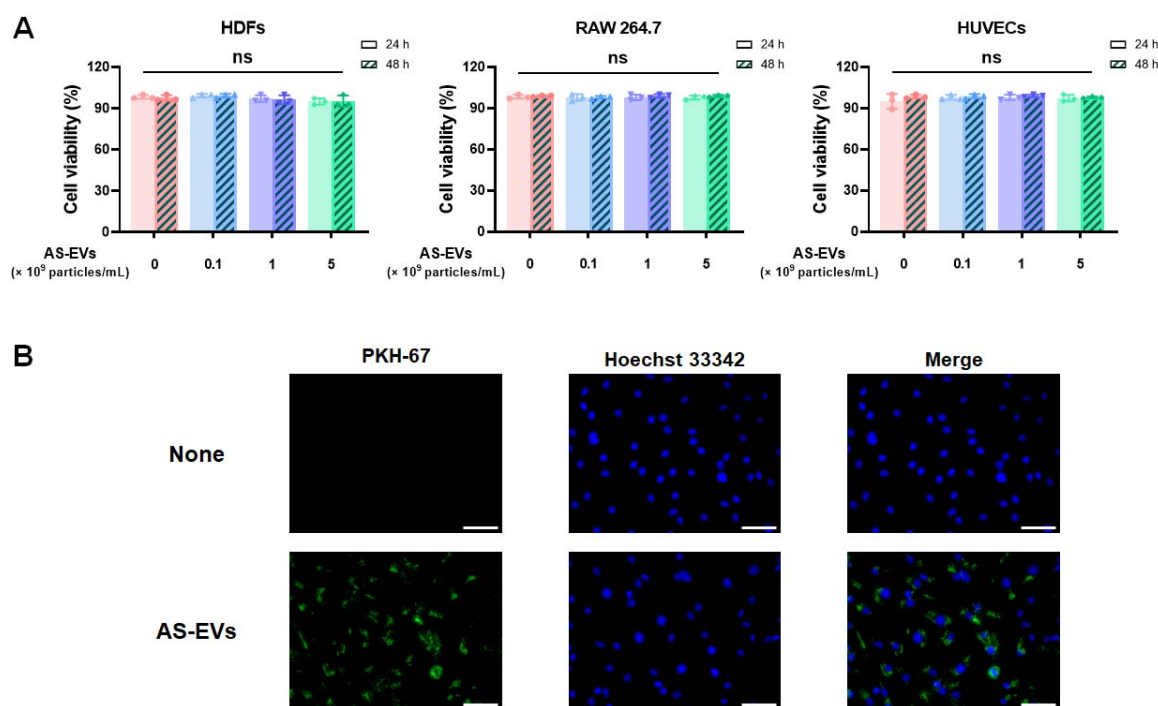 A
HDFs
24 h
48 h
ns
Cell viability (%)
120
90
60
30
0
AS-EVs
(× 10⁹ particles/mL)
0 0.1 1 5
RAW 264.7
24 h
48 h
ns
Cell viability (%)
120
90
60
30
0
AS-EVs
(× 10⁹ particles/mL)
0 0.1 1 5
HUVECs
24 h
48 h
ns
Cell viability (%)
120
90
60
30
0
AS-EVs
(× 10⁹ particles/mL)
0 0.1 1 5
B
PKH-67 Hoechst 33342 Merge
None
AS-EVs